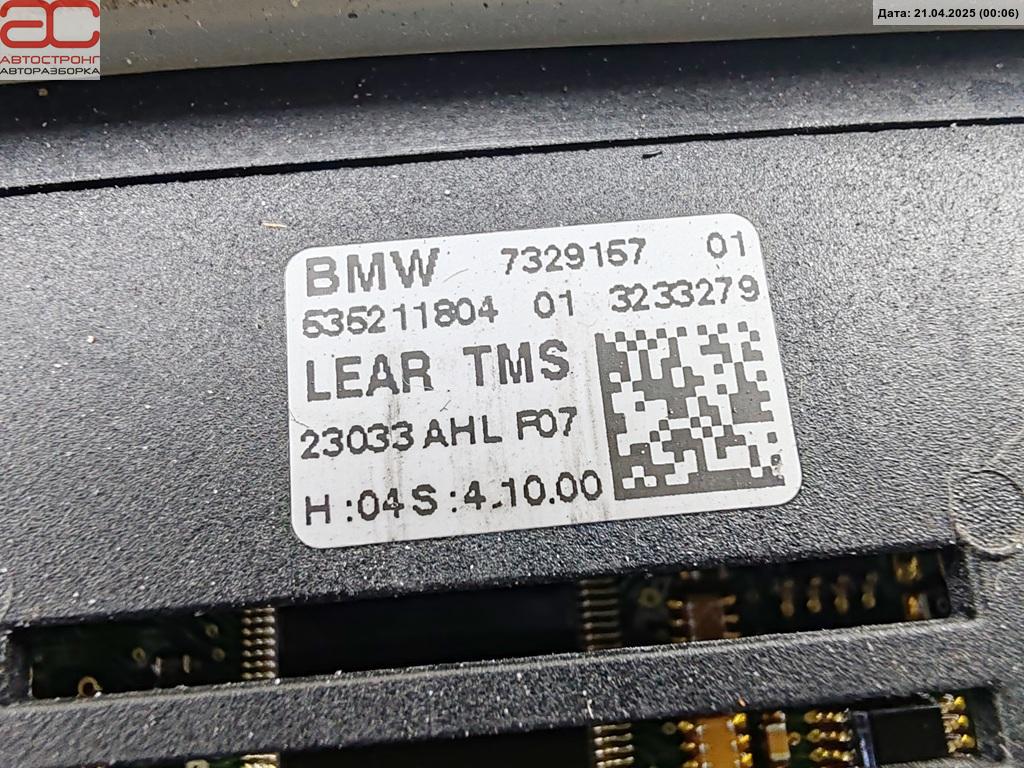 Дата: 21.04.2025 (00:06)
AC
АВТОСТРОНГ
АВТОРАЗБОРКА
BMW 7329157 01
535211804 01 3233279
LEAR TMS
23033 AHL F07
H:04 S:4.10.00